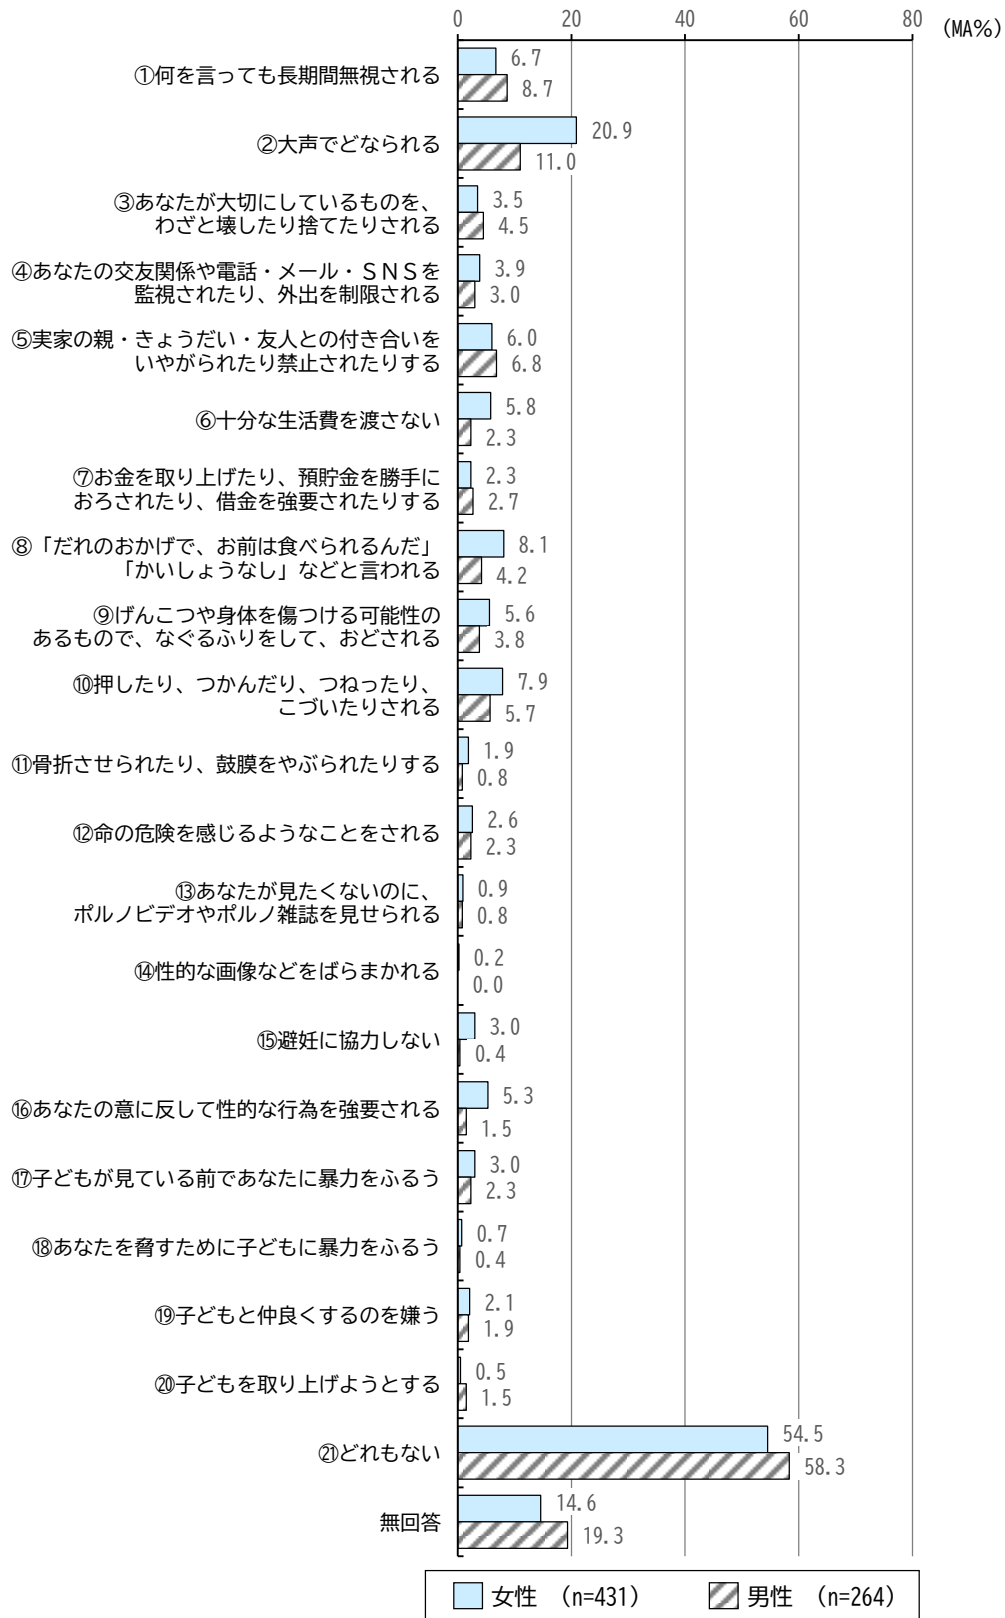 0 20 40 60 80 (MA%)
①何を言っても長期間無視される
6.7
8.7
②大声でどなられる
20.9
11.0
③あなたが大切にしているものを、
わざと壊したり捨てたりされる
3.5
4.5
④あなたの交友関係や電話・メール・ＳＮＳを
監視されたり、外出を制限される
3.9
3.0
⑤実家の親・きょうだい・友人との付き合いを
いやがられたり禁止されたりする
6.0
6.8
⑥十分な生活費を渡さない
5.8
2.3
⑦お金を取り上げたり、預貯金を勝手に
おろされたり、借金を強要されたりする
2.3
2.7
⑧「だれのおかげで、お前は食べられるんだ」
「かいしょうなし」などと言われる
8.1
4.2
⑨げんこつや身体を傷つける可能性の
あるもので、なぐるふりをして、おどされる
5.6
3.8
⑩押したり、つかんだり、つねったり、
こづいたりされる
7.9
5.7
⑪骨折させられたり、鼓膜をやぶられたりする
1.9
0.8
⑫命の危険を感じるようなことをされる
2.6
2.3
⑬あなたが見たくないのに、
ポルノビデオやポルノ雑誌を見せられる
0.9
0.8
⑭性的な画像などをばらまかれる
0.2
0.0
⑮避妊に協力しない
3.0
0.4
⑯あなたの意に反して性的な行為を強要される
5.3
1.5
⑰子どもが見ている前であなたに暴力をふるう
3.0
2.3
⑱あなたを脅すために子どもに暴力をふるう
0.7
0.4
⑲子どもと仲良くするのを嫌う
2.1
1.9
⑳子どもを取り上げようとする
0.5
1.5
㉑どれもない
54.5
58.3
無回答
14.6
19.3
女性 (n=431) 男性 (n=264)